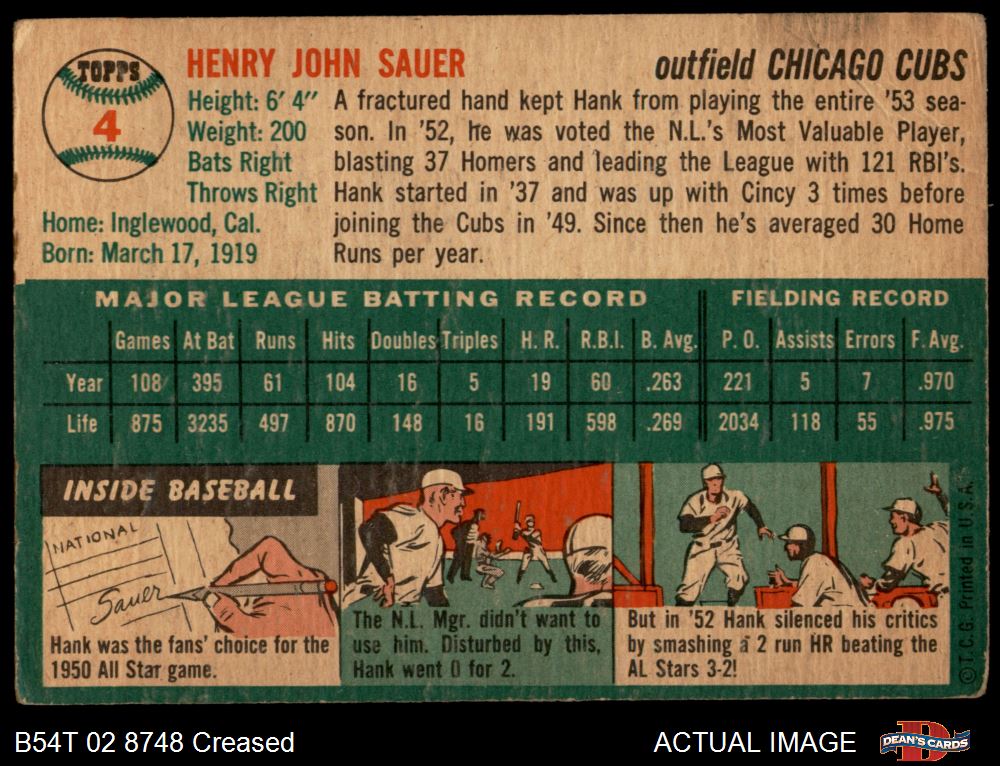 TOPPS
4
HENRY JOHN SAUER
outfield CHICAGO CUBS
Height: 6' 4"
Weight: 200
Bats Right
Throws Right
Home: Inglewood, Cal.
Born: March 17, 1919
A fractured hand kept Hank from playing the entire '53 sea-
son. In '52, he was voted the N.L.'s Most Valuable Player,
blasting 37 Homers and leading the League with 121 RBI's.
Hank started in '37 and was up with Cincy 3 times before
joining the Cubs in '49. Since then he's averaged 30 Home
Runs per year.
MAJOR LEAGUE BATTING RECORD FIELDING RECORD
Games At Bat Runs Hits Doubles Triples H. R. R.B.I. B. Avg. P. O. Assists Errors F. Avg.
Year 108 395 61 104 16 5 19 60 .263 221 5 7 .970
Life 875 3235 497 870 148 16 191 598 .269 2034 118 55 .975
INSIDE BASEBALL
NATIONAL
Sauer
Hank was the fans' choice for the
1950 All Star game.
The N.L. Mgr. didn't want to
use him. Disturbed by this,
Hank went 0 for 2.
But in '52 Hank silenced his critics
by smashing a 2 run HR beating the
AL Stars 3-2!
© T.C.G. Printed in U.S.A.
B54T 02 8748 Creased
ACTUAL IMAGE
D
DEAN'S CARDS